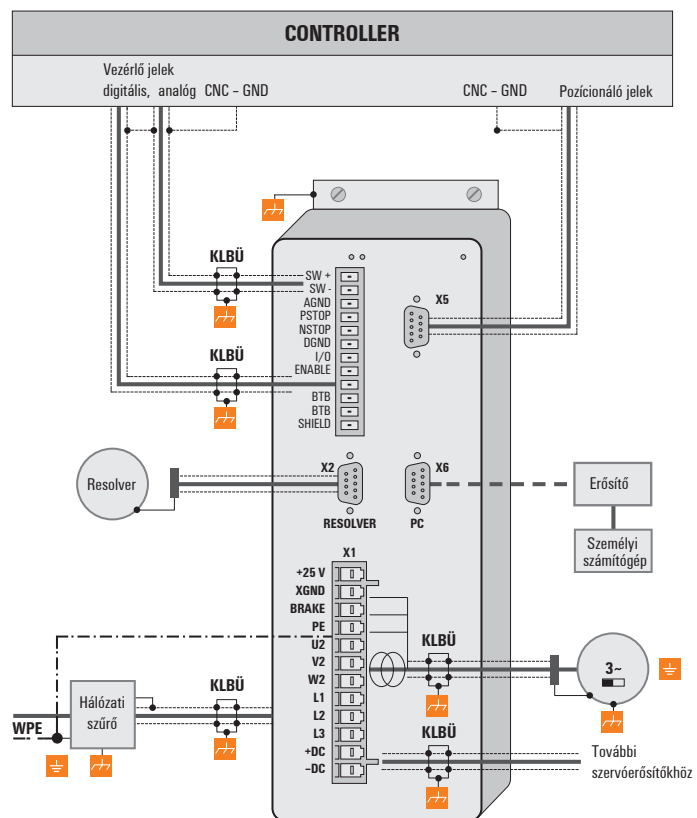 CONTROLLER
Vezérlő jelek
digitális, analóg CNC – GND
CNC – GND Pozícionáló jelek
KLBÜ
SW +
SW -
AGND
PSTOP
NSTOP
DGND
I/O
ENABLE
BTB
BTB
SHIELD
X5
KLBÜ
Resolver
X2
RESOLVER
X6
PC
Erősítő
Személyi
számítógép
X1
+25 V
XGND
BRAKE
PE
U2
V2
W2
L1
L2
L3
+DC
–DC
KLBÜ
3~
KLBÜ
Hálózati
szűrő
WPE
KLBÜ
További
szervóerősítőkhöz